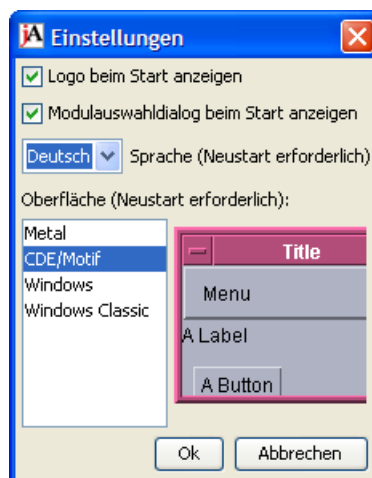 jA Einstellungen
Logo beim Start anzeigen
Modulauswahldialog beim Start anzeigen
Deutsch Sprache (Neustart erforderlich)
Oberfläche (Neustart erforderlich):
Metal
CDE/Motif
Windows
Windows Classic
Title
Menu
A Label
A Button
Ok Abbrechen